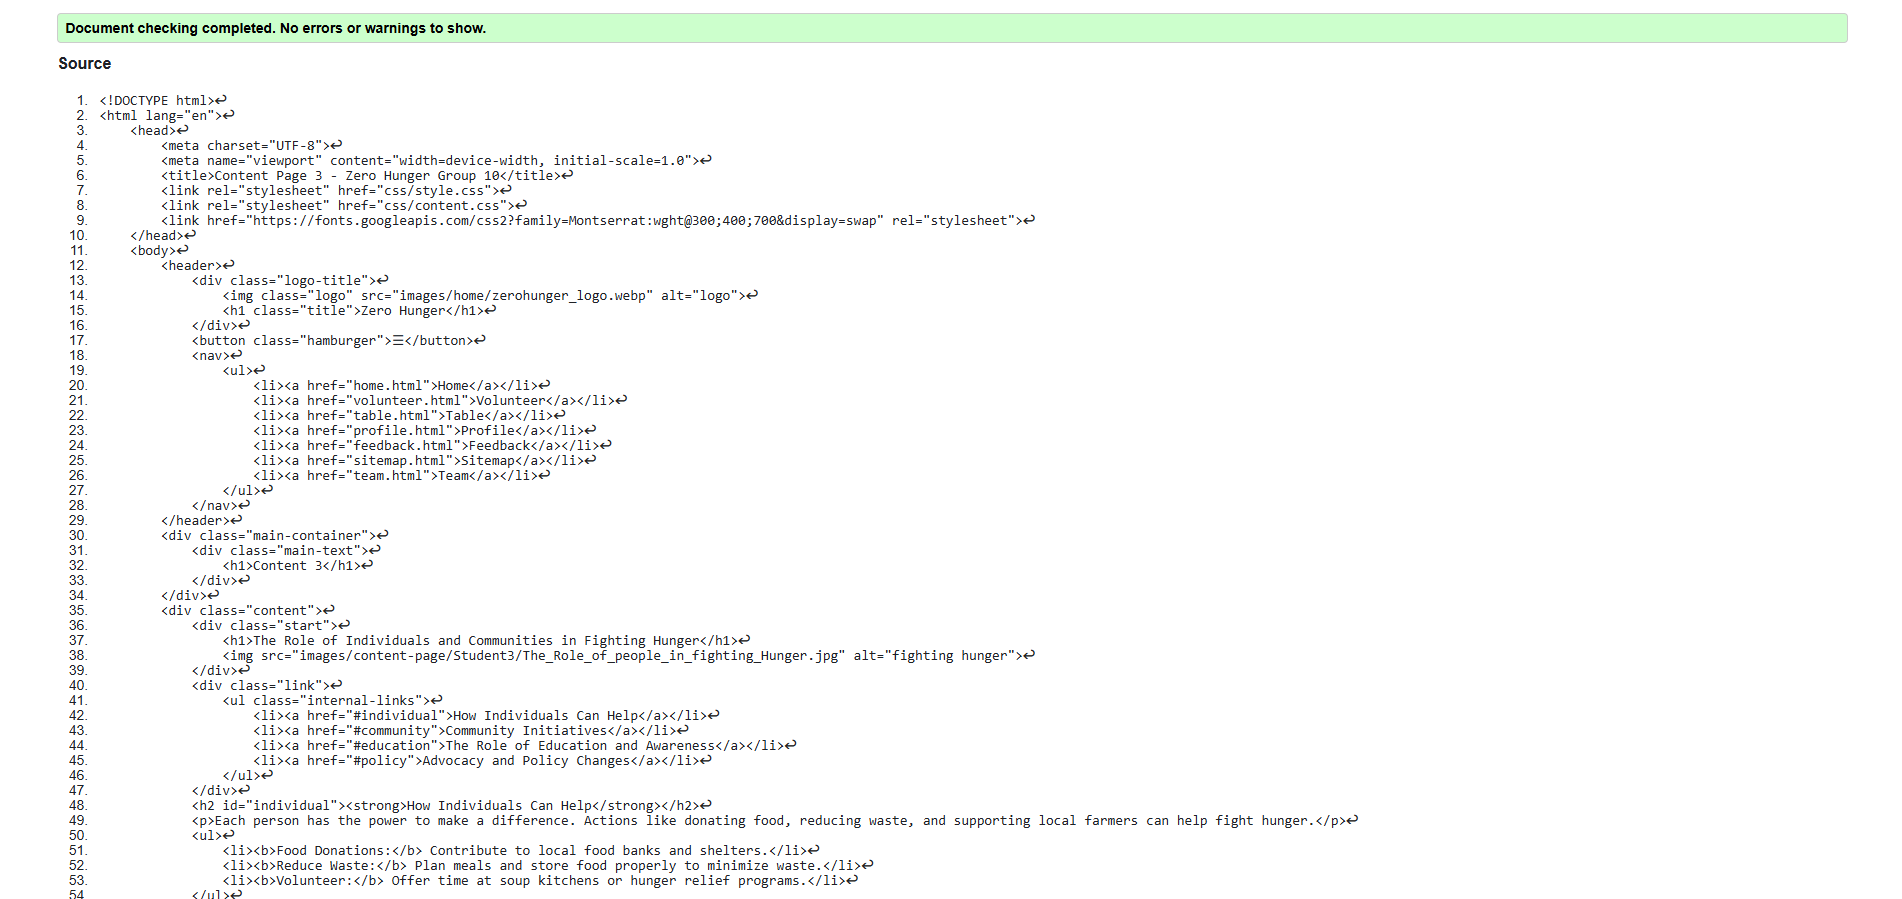 Document checking completed. No errors or warnings to show.
Source
1. <!DOCTYPE html>↩
2. <html lang="en">↩
3. <head>↩
4. <meta charset="UTF-8">↩
5. <meta name="viewport" content="width=device-width, initial-scale=1.0">↩
6. <title>Content Page 3 - Zero Hunger Group 10</title>↩
7. <link rel="stylesheet" href="css/style.css">↩
8. <link rel="stylesheet" href="css/content.css">↩
9. <link href="https://fonts.googleapis.com/css2?family=Montserrat:wght@300;400;700&display=swap" rel="stylesheet">↩
10. </head>↩
11. <body>↩
12. <header>↩
13. <div class="logo-title">↩
14. <img class="logo" src="images/home/zerohunger_logo.webp" alt="logo">↩
15. <h1 class="title">Zero Hunger</h1>↩
16. </div>↩
17. <button class="hamburger">☰</button>↩
18. <nav>↩
19. <ul>↩
20. <li><a href="home.html">Home</a></li>↩
21. <li><a href="volunteer.html">Volunteer</a></li>↩
22. <li><a href="table.html">Table</a></li>↩
23. <li><a href="profile.html">Profile</a></li>↩
24. <li><a href="feedback.html">Feedback</a></li>↩
25. <li><a href="sitemap.html">Sitemap</a></li>↩
26. <li><a href="team.html">Team</a></li>↩
27. </ul>↩
28. </nav>↩
29. </header>↩
30. <div class="main-container">↩
31. <div class="main-text">↩
32. <h1>Content 3</h1>↩
33. </div>↩
34. </div>↩
35. <div class="content">↩
36. <div class="start">↩
37. <h1>The Role of Individuals and Communities in Fighting Hunger</h1>↩
38. <img src="images/content-page/Student3/The_Role_of_people_in_fighting_Hunger.jpg" alt="fighting hunger">↩
39. </div>↩
40. <div class="link">↩
41. <ul class="internal-links">↩
42. <li><a href="#individual">How Individuals Can Help</a></li>↩
43. <li><a href="#community">Community Initiatives</a></li>↩
44. <li><a href="#education">The Role of Education and Awareness</a></li>↩
45. <li><a href="#policy">Advocacy and Policy Changes</a></li>↩
46. </ul>↩
47. </div>↩
48. <h2 id="individual"><strong>How Individuals Can Help</strong></h2>↩
49. <p>Each person has the power to make a difference. Actions like donating food, reducing waste, and supporting local farmers can help fight hunger.</p>↩
50. <ul>↩
51. <li><b>Food Donations:</b> Contribute to local food banks and shelters.</li>↩
52. <li><b>Reduce Waste:</b> Plan meals and store food properly to minimize waste.</li>↩
53. <li><b>Volunteer:</b> Offer time at soup kitchens or hunger relief programs.</li>↩
54 </ul>↩